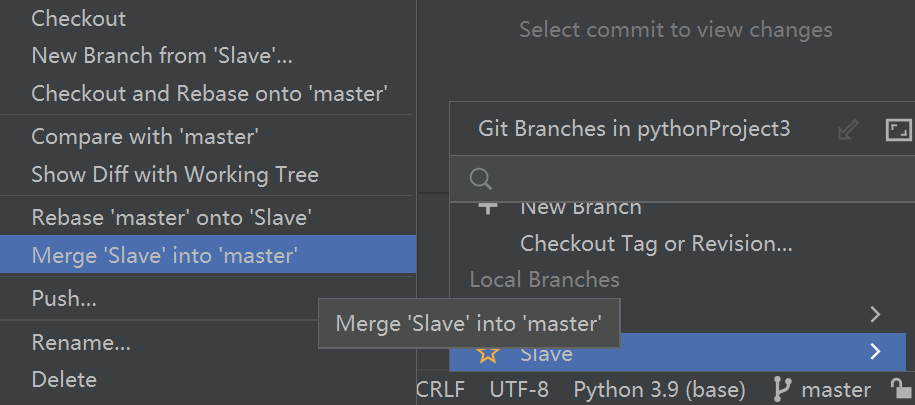 Checkout
New Branch from 'Slave'...
Checkout and Rebase onto 'master'
Compare with 'master'
Show Diff with Working Tree
Rebase 'master' onto 'Slave'
Merge 'Slave' into 'master'
Push...
Rename...
Delete
Select commit to view changes
Git Branches in pythonProject3
New Branch
Checkout Tag or Revision...
Local Branches
Merge 'Slave' into 'master'
Slave
CRLF UTF-8 Python 3.9 (base) master